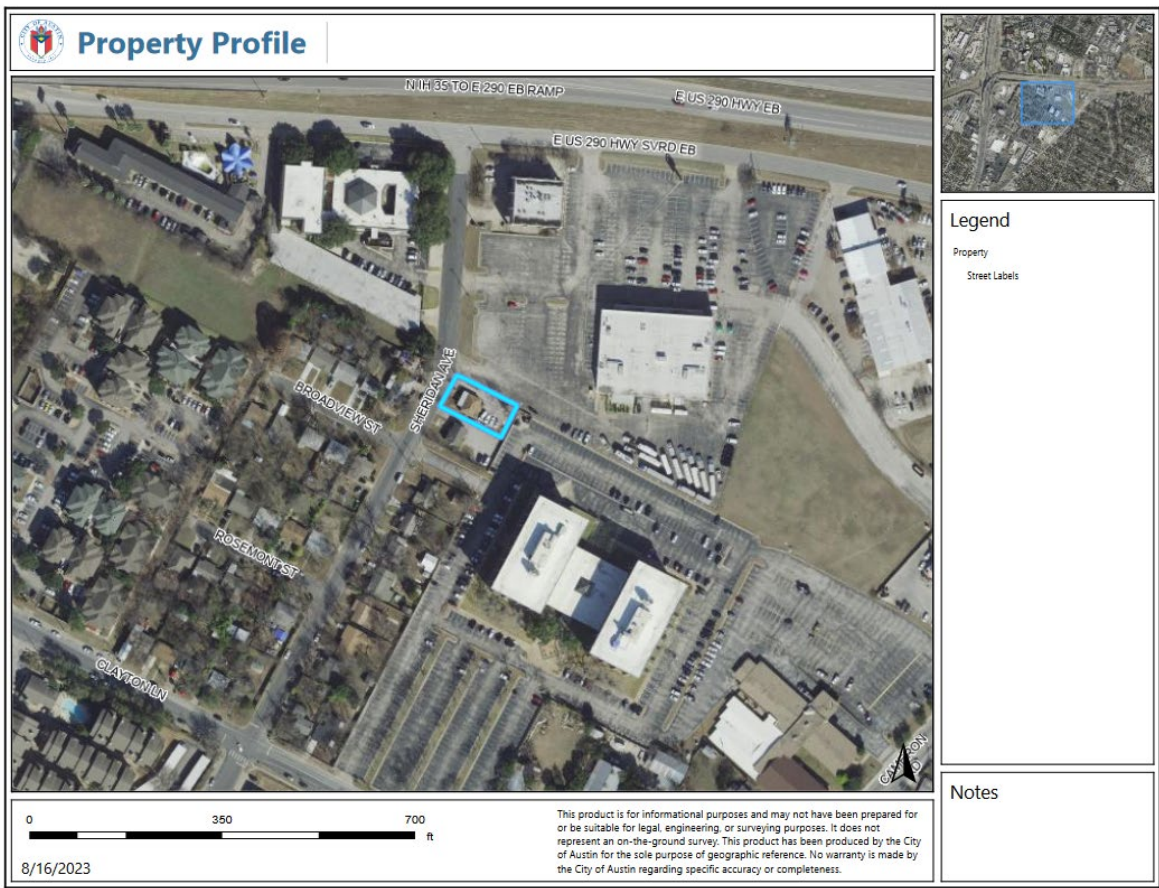 CITY OF AUSTIN
Property Profile
N IH 35 TO E 290 EB RAMP
E US 290 HWY EB
E US 290 HWY SVRD EB
SHERIDAN AVE
BROADVIEW ST
ROSEMONT ST
CLAYTON LN
Legend
Property
Street Labels
Notes
0 350 700
ft
8/16/2023
This product is for informational purposes and may not have been prepared for
or be suitable for legal, engineering, or surveying purposes. It does not
represent an on-the-ground survey. This product has been produced by the City
of Austin for the sole purpose of geographic reference. No warranty is made by
the City of Austin regarding specific accuracy or completeness.